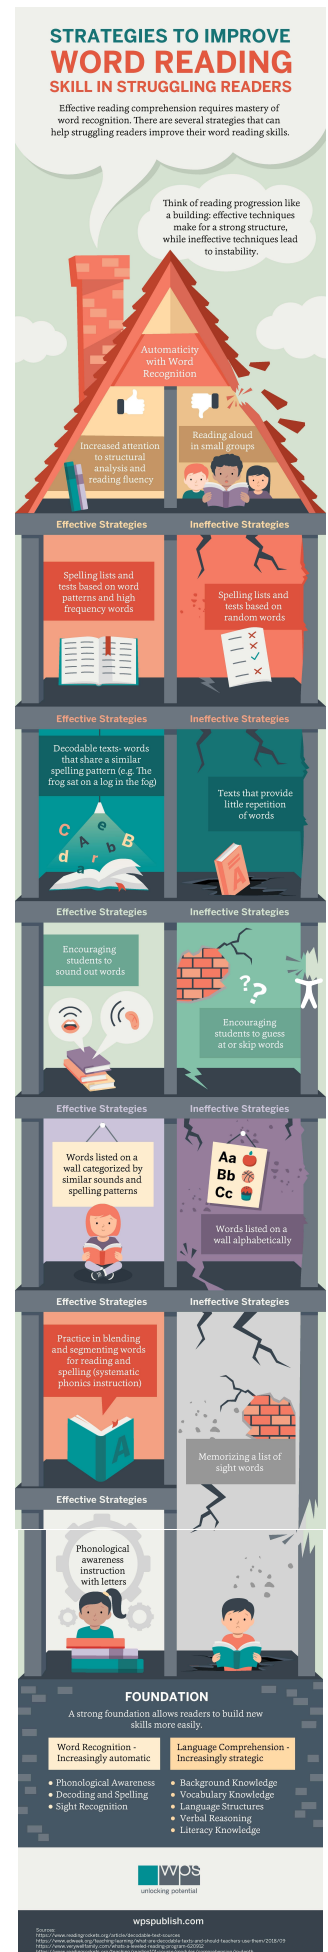 STRATEGIES TO IMPROVE
WORD READING
SKILL IN STRUGGLING READERS
Effective reading comprehension requires mastery of
word recognition. There are several strategies that can
help struggling readers improve their word reading skills.
Think of reading progression like
a building: effective techniques
make for a strong structure,
while ineffective techniques lead
to instability.
Automaticity
with Word
Recognition
Increased attention
to structural
analysis and
reading fluency
Reading aloud
in small groups
Effective Strategies
Ineffective Strategies
Spelling lists and
tests based on word
patterns and high
frequency words
Spelling lists and
tests based on
random words
Effective Strategies
Ineffective Strategies
Decodable texts- words
that share a similar
spelling pattern (e.g. The
frog sat on a log in the fog)
Texts that provide
little repetition
of words
C A e B
d r b
a
A
Effective Strategies
Ineffective Strategies
Encouraging
students to
sound out words
??
Encouraging
students to guess
at or skip words
Effective Strategies
Ineffective Strategies
Words listed on a
wall categorized by
similar sounds and
spelling patterns
Aa
Bb
Cc
Words listed on a
wall alphabetically
Effective Strategies
Ineffective Strategies
Practice in blending
and segmenting words
for reading and
spelling (systematic
phonics instruction)
A
Memorizing a list of
sight words
Effective Strategies
Phonological
awareness
instruction
with letters
FOUNDATION
A strong foundation allows readers to build new
skills more easily.
Word Recognition -
Increasingly automatic
• Phonological Awareness
• Decoding and Spelling
• Sight Recognition
Language Comprehension -
Increasingly strategic
• Background Knowledge
• Vocabulary Knowledge
• Language Structures
• Verbal Reasoning
• Literacy Knowledge
wps
unlocking potential
wpspublish.com
Sources:
https://www.readingrockets.org/article/decodable-text-sources